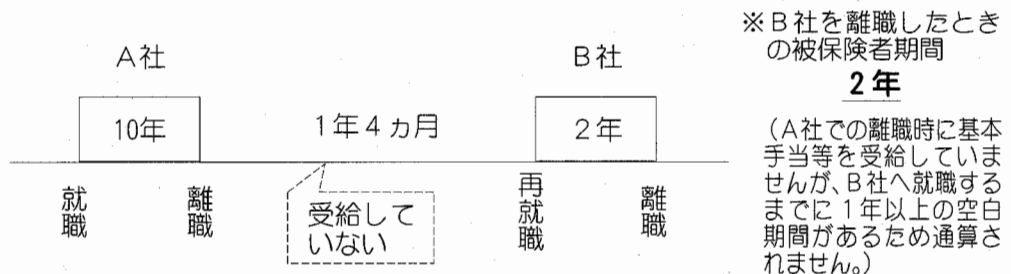 A社
10年
就職
離職
1年4ヵ月
受給して
いない
B社
2年
再就職
離職
※B社を離職したとき
の被保険者期間
2年
（A社での離職時に基本
手当等を受給していま
せんが、B社へ就職する
までに1年以上の空白
期間があるため通算さ
れません。）